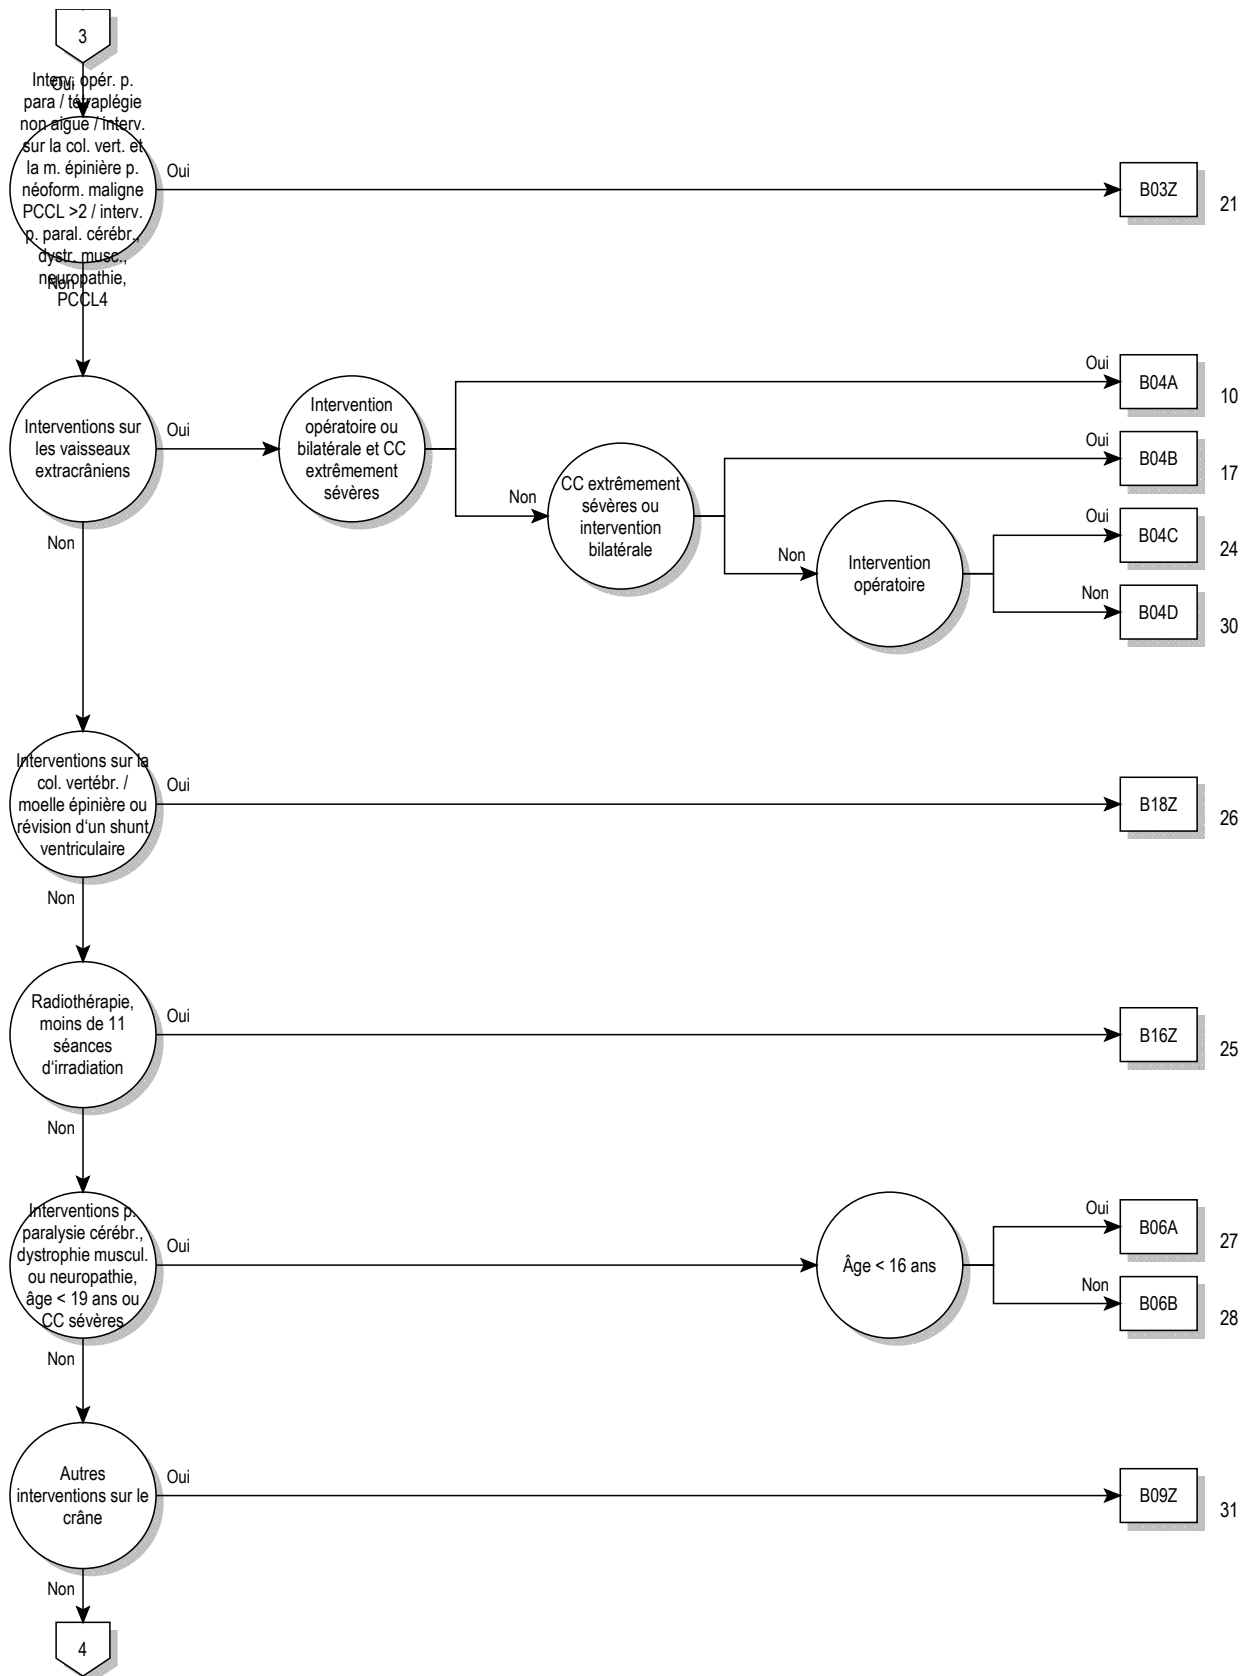 3
Oui
Interv. opér. p.
para / tétraplégie
non aiguë / interv.
sur la col. vert. et
la m. épinière p.
néoform. maligne
PCCL >2 / interv.
p. paral. cérébr.,
dystr. musc.,
neuropathie,
PCCL4
Oui
B03Z
21
Non
Interventions sur
les vaisseaux
extracrâniens
Oui
Intervention
opératoire ou
bilatérale et CC
extrêmement
sévères
Oui
B04A
10
Non
CC extrêmement
sévères ou
intervention
bilatérale
Oui
B04B
17
Non
Intervention
opératoire
Oui
B04C
24
Non
B04D
30
Non
Interventions sur la
col. vertébr. /
moelle épinière ou
révision d'un shunt
ventriculaire
Oui
B18Z
26
Non
Radiothérapie,
moins de 11
séances
d'irradiation
Oui
B16Z
25
Non
Interventions p.
paralysie cérébr.,
dystrophie muscul.
ou neuropathie,
âge < 19 ans ou
CC sévères
Oui
Âge < 16 ans
Oui
B06A
27
Non
B06B
28
Non
Autres
interventions sur le
crâne
Oui
B09Z
31
Non
4